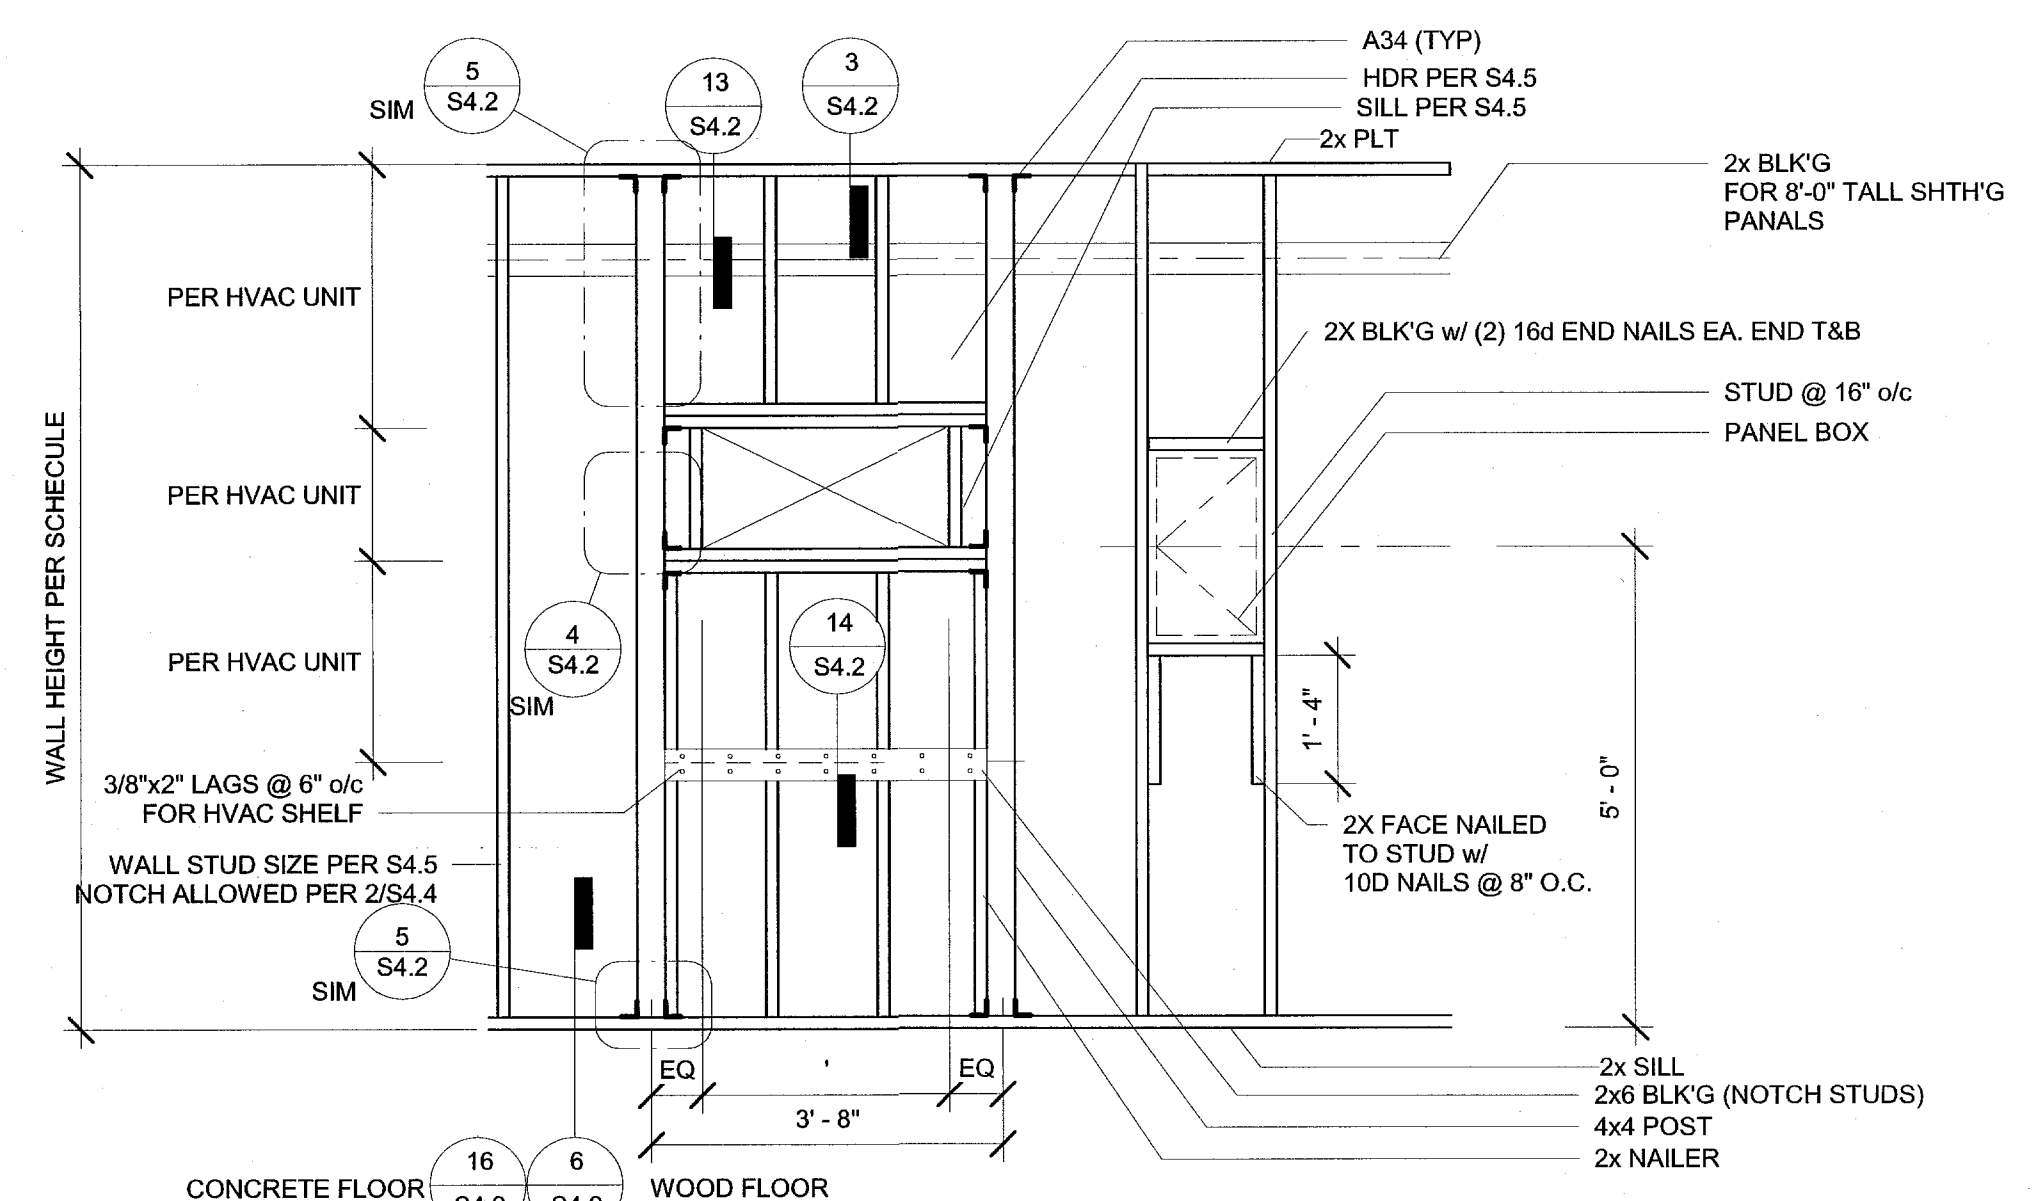 A34 (TYP)
HDR PER S4.5
SILL PER S4.5
2x PLT
5
S4.2
SIM
13
S4.2
3
S4.2
2x BLK'G
FOR 8'-0" TALL SHTH'G
PANALS
PER HVAC UNIT
2X BLK'G w/ (2) 16d END NAILS EA. END T&B
STUD @ 16" o/c
PANEL BOX
WALL HEIGHT PER SCHECULE
PER HVAC UNIT
4
S4.2
SIM
14
S4.2
PER HVAC UNIT
1' - 4"
5' - 0"
3/8"x2" LAGS @ 6" o/c
FOR HVAC SHELF
2X FACE NAILED
TO STUD w/
10D NAILS @ 8" O.C.
WALL STUD SIZE PER S4.5
NOTCH ALLOWED PER 2/S4.4
5
S4.2
SIM
EQ
'
EQ
3' - 8"
2x SILL
2x6 BLK'G (NOTCH STUDS)
4x4 POST
2x NAILER
CONCRETE FLOOR
16
6
WOOD FLOOR